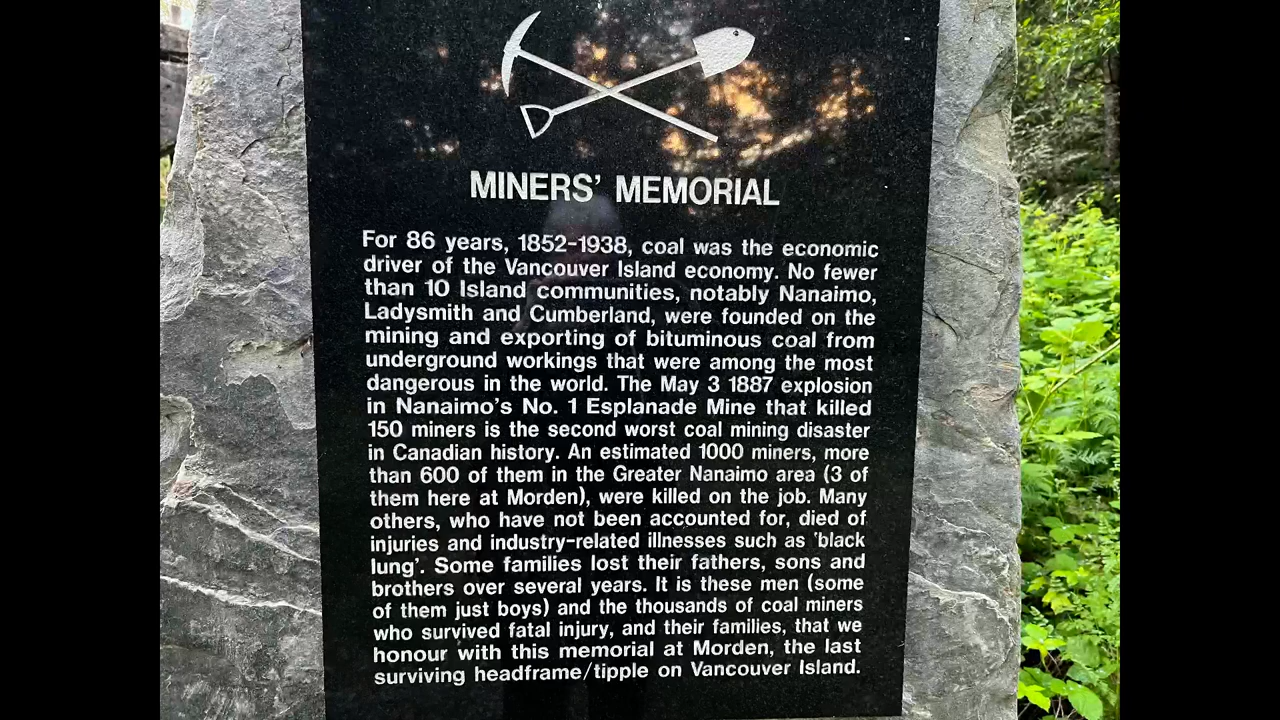 MINERS' MEMORIAL
For 86 years, 1852-1938, coal was the economic
driver of the Vancouver Island economy. No fewer
than 10 Island communities, notably Nanaimo,
Ladysmith and Cumberland, were founded on the
mining and exporting of bituminous coal from
underground workings that were among the most
dangerous in the world. The May 3 1887 explosion
in Nanaimo's No. 1 Esplanade Mine that killed
150 miners is the second worst coal mining disaster
in Canadian history. An estimated 1000 miners, more
than 600 of them in the Greater Nanaimo area (3 of
them here at Morden), were killed on the job. Many
others, who have not been accounted for, died of
injuries and industry-related illnesses such as 'black
lung'. Some families lost their fathers, sons and
brothers over several years. It is these men (some
of them just boys) and the thousands of coal miners
who survived fatal injury, and their families, that we
honour with this memorial at Morden, the last
surviving headframe/tipple on Vancouver Island.